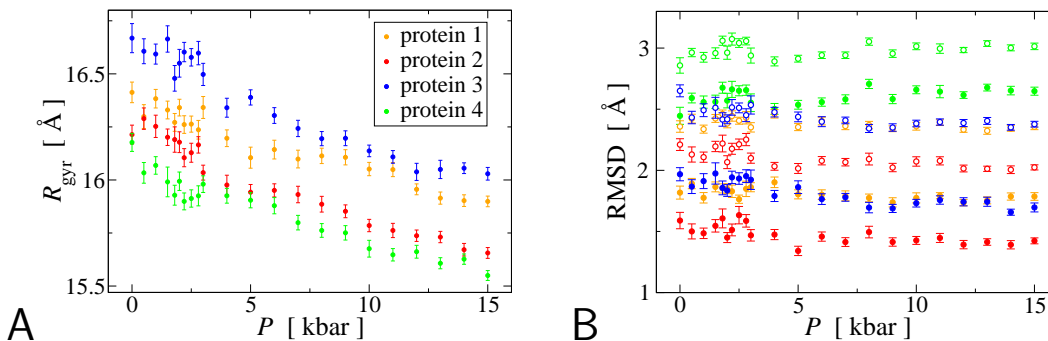 16.5
16
15.5
R_gyr [ Å ]
protein 1
protein 2
protein 3
protein 4
0 5 10 15
P [ kbar ]
A
3
2
1
RMSD [ Å ]
0 5 10 15
P [ kbar ]
B